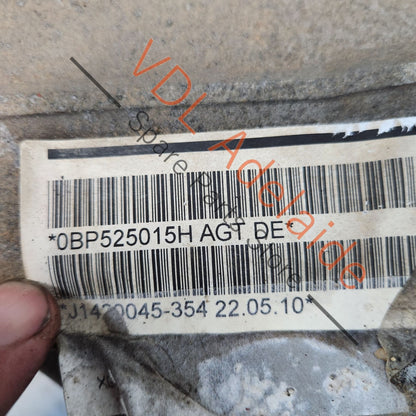 VDL Adelaide
Spare Parts Store
*0BP525015H AGT DE*
*J1420045-354 22.05.10*